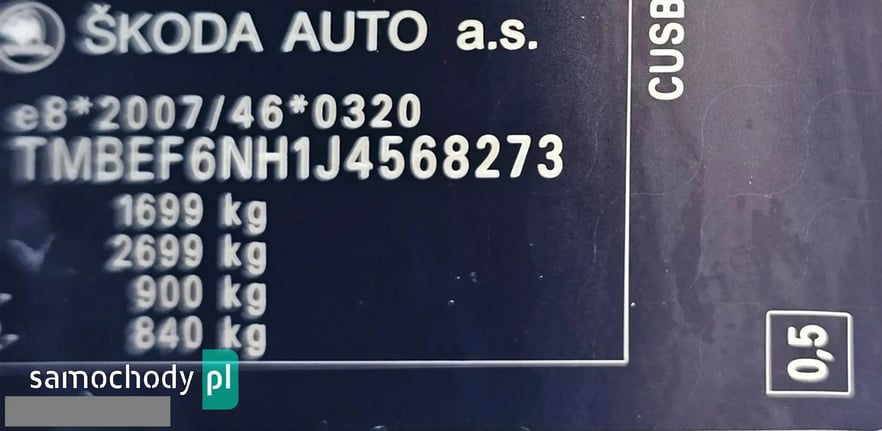 ŠKODA AUTO a.s.
e8*2007/46*0320
TMBEF6NH1J4568273
1699 kg
2699 kg
900 kg
840 kg
CUSB
0,5
samochody pl